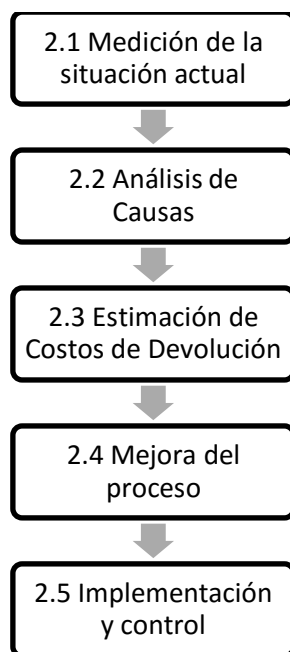 2.1 Medición de la
situación actual
2.2 Análisis de
Causas
2.3 Estimación de
Costos de Devolución
2.4 Mejora del
proceso
2.5 Implementación
y control